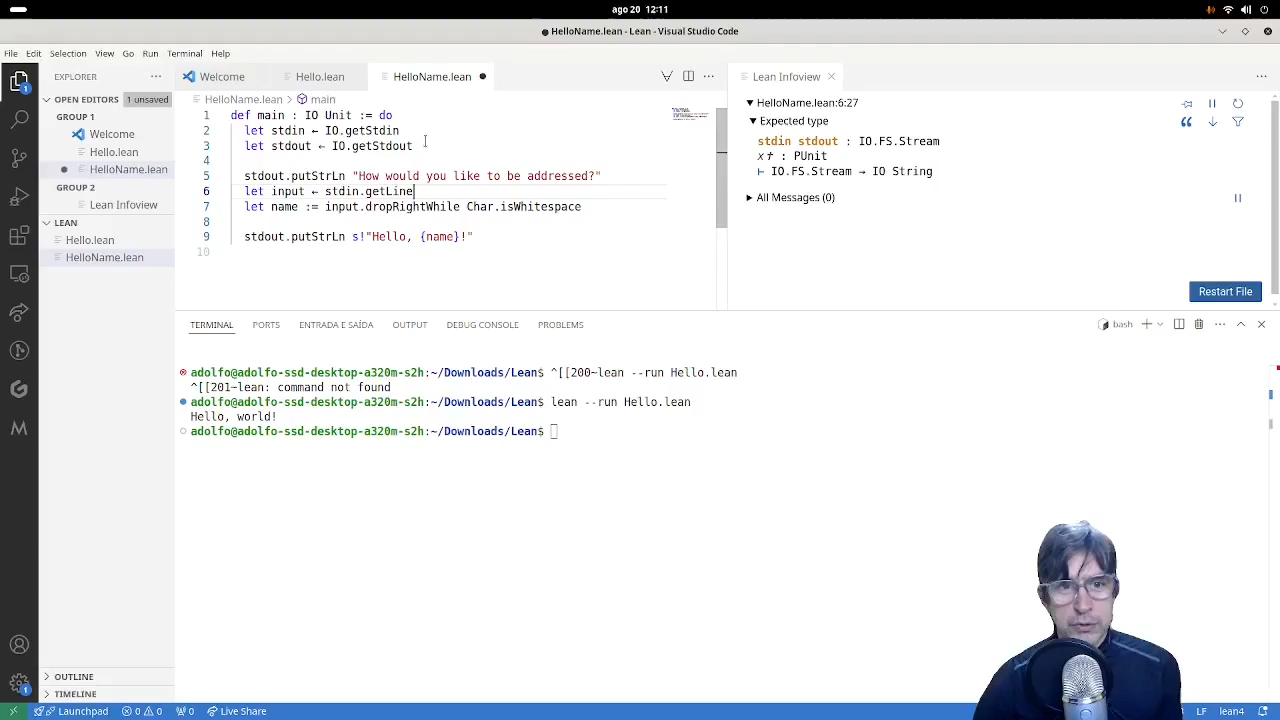 ago 20 12:11
HelloName.lean - Lean - Visual Studio Code
File Edit Selection View Go Run Terminal Help
EXPLORER
Welcome
Hello.lean
HelloName.lean
Lean Infoview
OPEN EDITORS 1 unsaved
GROUP 1
Welcome
Hello.lean
HelloName.lean
GROUP 2
Lean Infoview
LEAN
Hello.lean
HelloName.lean
OUTLINE
TIMELINE
HelloName.lean > main
1 def main : IO Unit := do
2 let stdin ← IO.getStdin
3 let stdout ← IO.getStdout
4
5 stdout.putStrLn "How would you like to be addressed?"
6 let input ← stdin.getLine
7 let name := input.dropRightWhile Char.isWhitespace
8
9 stdout.putStrLn s!"Hello, {name}!"
10
HelloName.lean:6:27
Expected type
stdin stdout : IO.FS.Stream
x✝ : PUnit
⊢ IO.FS.Stream → IO String
All Messages (0)
Restart File
TERMINAL PORTS ENTRADA E SAÍDA OUTPUT DEBUG CONSOLE PROBLEMS
bash
adolfo@adolfo-ssd-desktop-a320m-s2h:~/Downloads/Lean$ ^[[200~lean --run Hello.lean
^[[201~lean: command not found
adolfo@adolfo-ssd-desktop-a320m-s2h:~/Downloads/Lean$ lean --run Hello.lean
Hello, world!
adolfo@adolfo-ssd-desktop-a320m-s2h:~/Downloads/Lean$
Launchpad 0 0 0 Live Share
LF lean4